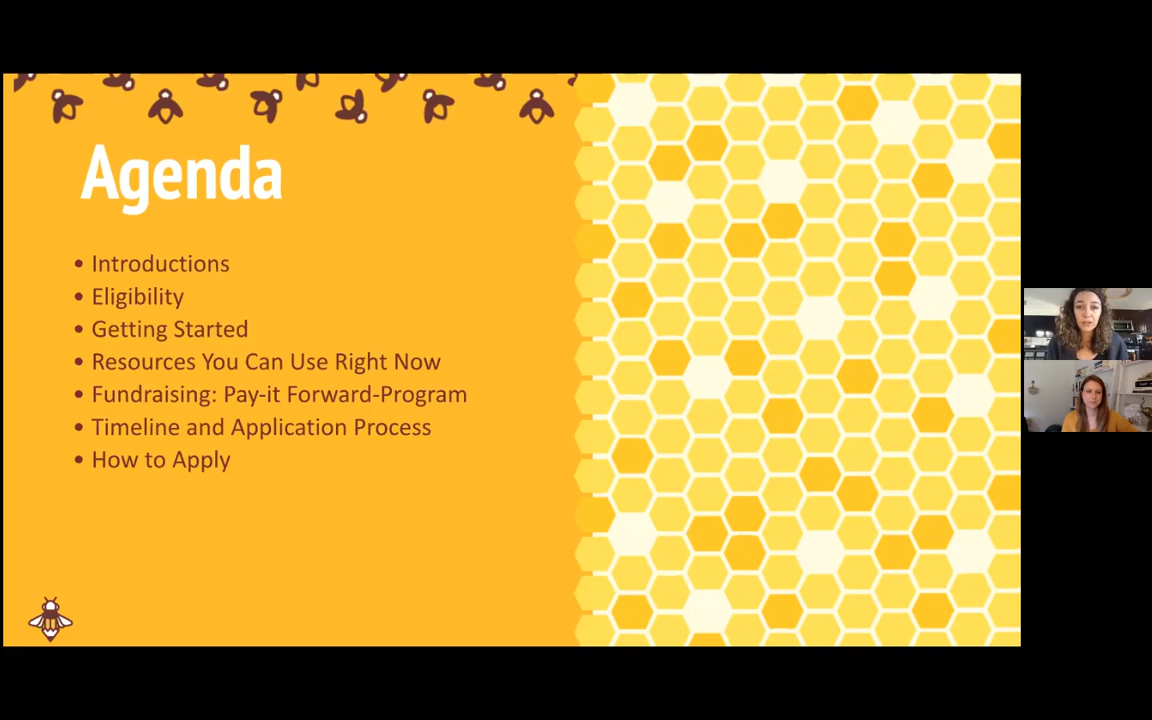 Agenda
• Introductions
• Eligibility
• Getting Started
• Resources You Can Use Right Now
• Fundraising: Pay-it Forward-Program
• Timeline and Application Process
• How to Apply